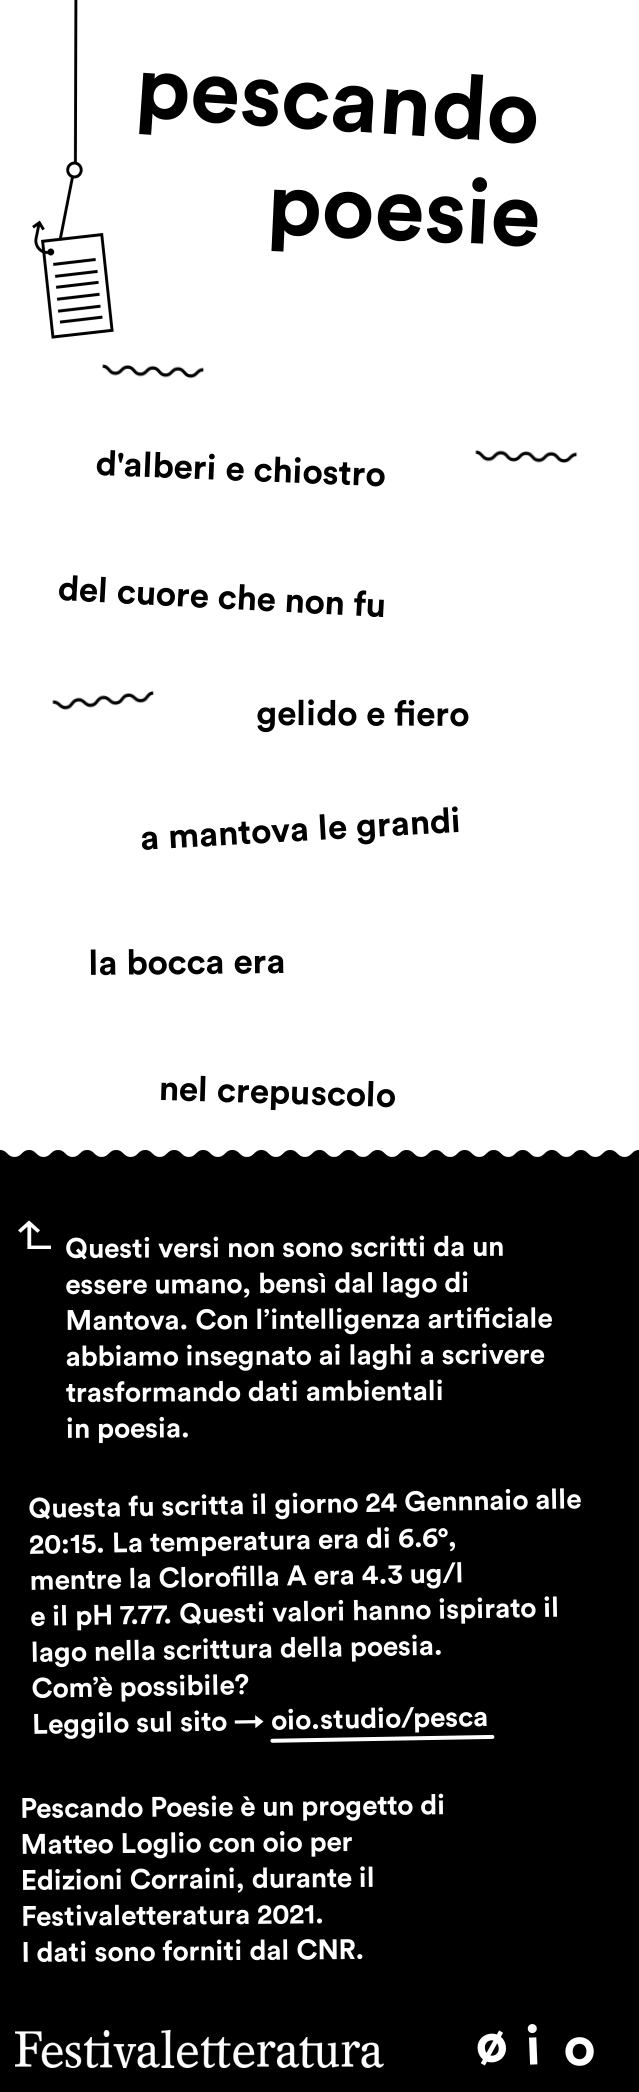 pescando
poesie
d'alberi e chiostro
del cuore che non fu
gelido e fiero
a mantova le grandi
la bocca era
nel crepuscolo
Questi versi non sono scritti da un
essere umano, bensì dal lago di
Mantova. Con l’intelligenza artificiale
abbiamo insegnato ai laghi a scrivere
trasformando dati ambientali
in poesia.
Questa fu scritta il giorno 24 Gennnaio alle
20:15. La temperatura era di 6.6°,
mentre la Clorofilla A era 4.3 ug/l
e il pH 7.77. Questi valori hanno ispirato il
lago nella scrittura della poesia.
Com’è possibile?
Leggilo sul sito → oio.studio/pesca
Pescando Poesie è un progetto di
Matteo Loglio con oio per
Edizioni Corraini, durante il
Festivaletteratura 2021.
I dati sono forniti dal CNR.
Festivaletteratura
ø i o